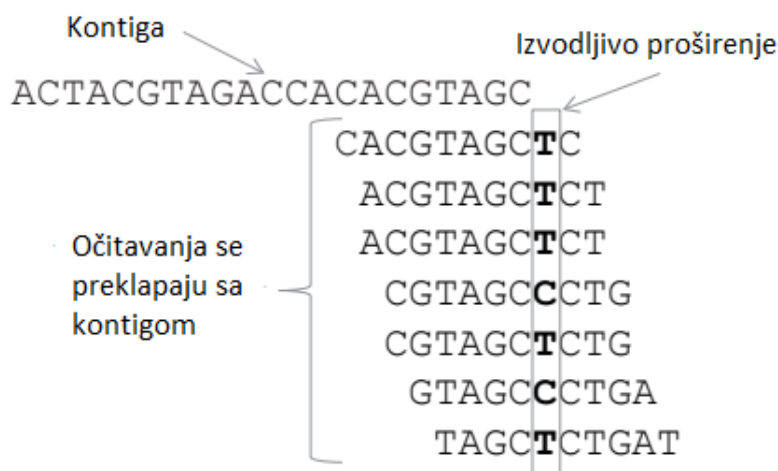 Kontiga
Izvodljivo proširenje
ACTACGTAGACCACACGTAGC
CACGTAGCTC
ACGTAGCTCT
ACGTAGCTCT
Očitavanja se
preklapaju sa
kontigom
CGTAGCCCTG
CGTAGCTCTG
GTAGCCCTGA
TAGCTCTGAT